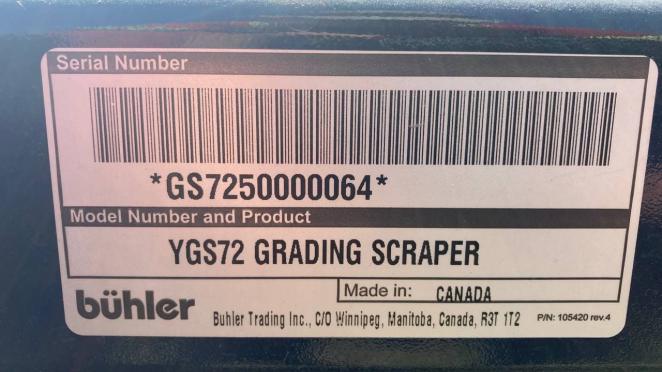 Serial Number
*GS7250000064*
Model Number and Product
YGS72 GRADING SCRAPER
Made in: CANADA
bühler
Buhler Trading Inc., C/O Winnipeg, Manitoba, Canada, R3T 1T2
P/N: 105420 rev.4